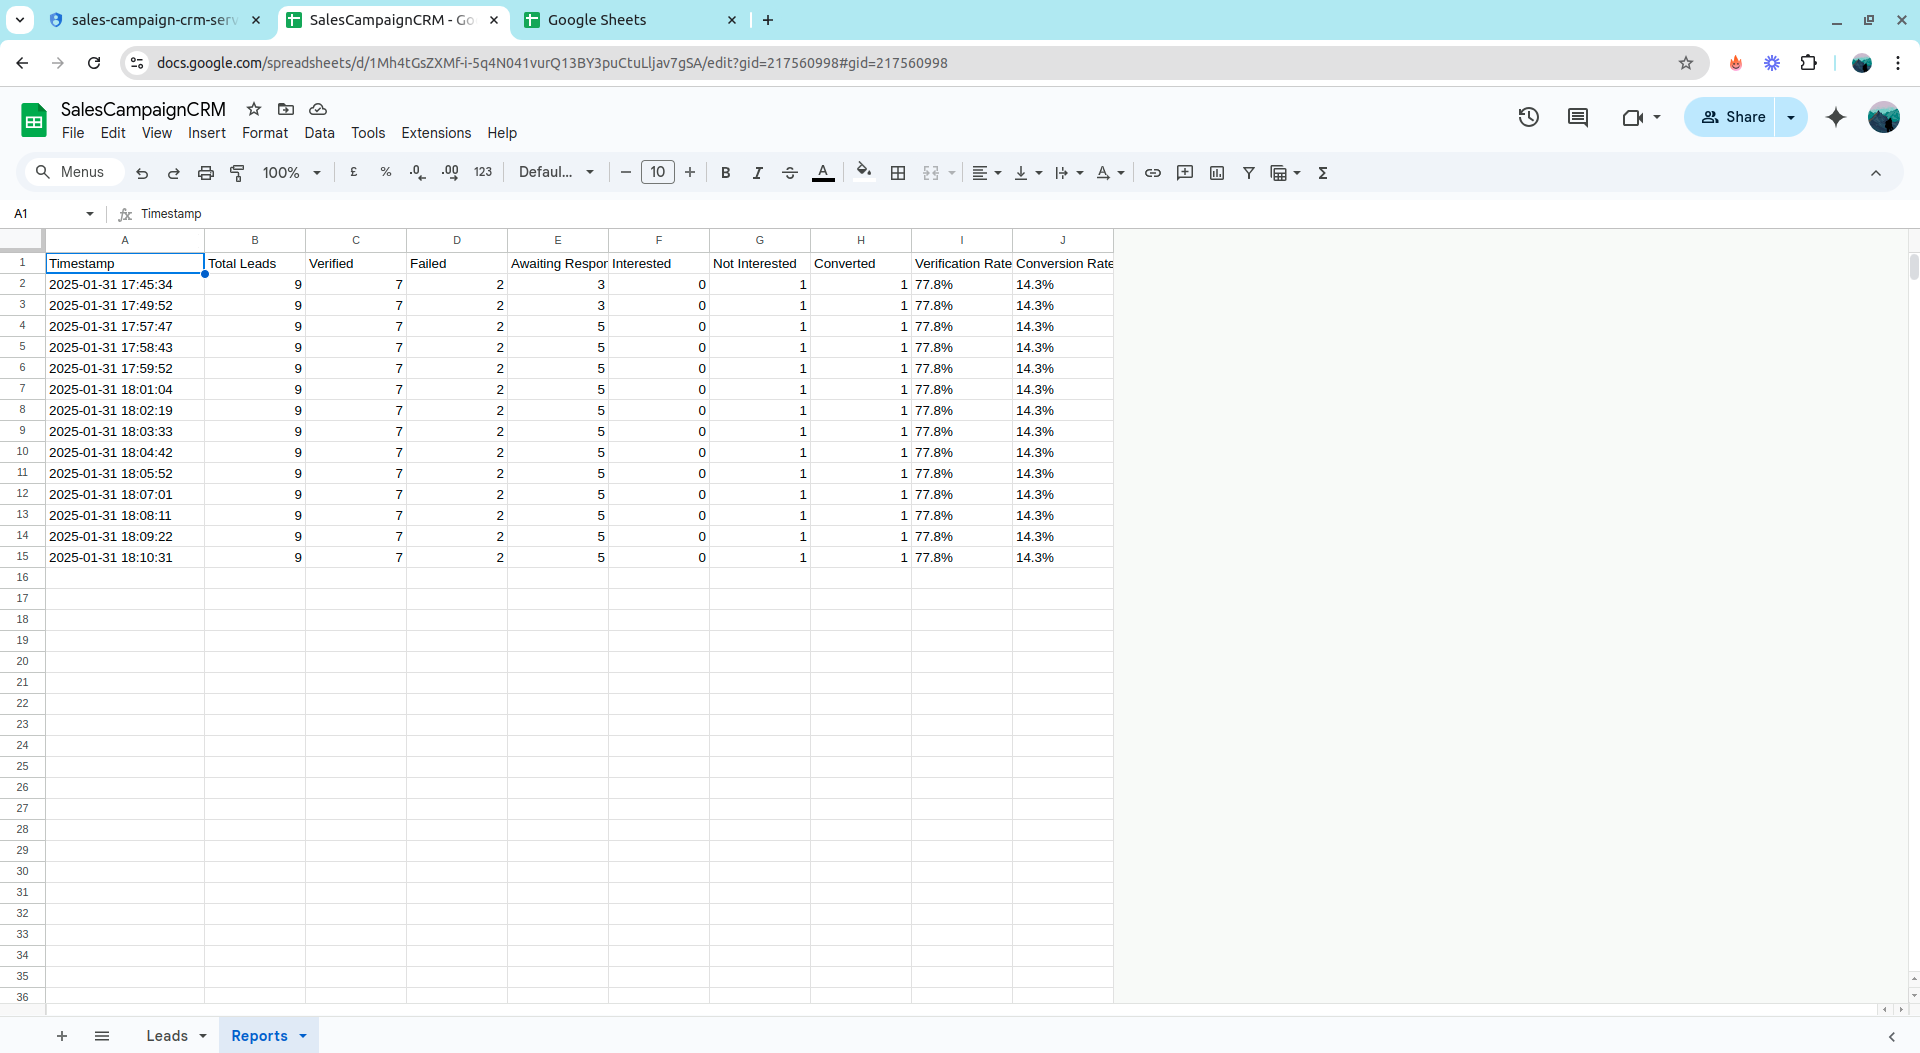 sales-campaign-crm-serv
SalesCampaignCRM - Go
Google Sheets
docs.google.com/spreadsheets/d/1Mh4tGsZXMf-i-5q4N041vurQ13BY3puCtuLljav7gSA/edit?gid=217560998#gid=217560998
SalesCampaignCRM
File Edit View Insert Format Data Tools Extensions Help
Share
Menus 100% £ % .0 .00 123 Defaul... 10 B I A Σ
A1 fx Timestamp
A B C D E F G H I J
1 Timestamp Total Leads Verified Failed Awaiting Respon Interested Not Interested Converted Verification Rate Conversion Rate
2 2025-01-31 17:45:34 9 7 2 3 0 1 1 77.8% 14.3%
3 2025-01-31 17:49:52 9 7 2 3 0 1 1 77.8% 14.3%
4 2025-01-31 17:57:47 9 7 2 5 0 1 1 77.8% 14.3%
5 2025-01-31 17:58:43 9 7 2 5 0 1 1 77.8% 14.3%
6 2025-01-31 17:59:52 9 7 2 5 0 1 1 77.8% 14.3%
7 2025-01-31 18:01:04 9 7 2 5 0 1 1 77.8% 14.3%
8 2025-01-31 18:02:19 9 7 2 5 0 1 1 77.8% 14.3%
9 2025-01-31 18:03:33 9 7 2 5 0 1 1 77.8% 14.3%
10 2025-01-31 18:04:42 9 7 2 5 0 1 1 77.8% 14.3%
11 2025-01-31 18:05:52 9 7 2 5 0 1 1 77.8% 14.3%
12 2025-01-31 18:07:01 9 7 2 5 0 1 1 77.8% 14.3%
13 2025-01-31 18:08:11 9 7 2 5 0 1 1 77.8% 14.3%
14 2025-01-31 18:09:22 9 7 2 5 0 1 1 77.8% 14.3%
15 2025-01-31 18:10:31 9 7 2 5 0 1 1 77.8% 14.3%
16
17
18
19
20
21
22
23
24
25
26
27
28
29
30
31
32
33
34
35
36
Leads Reports